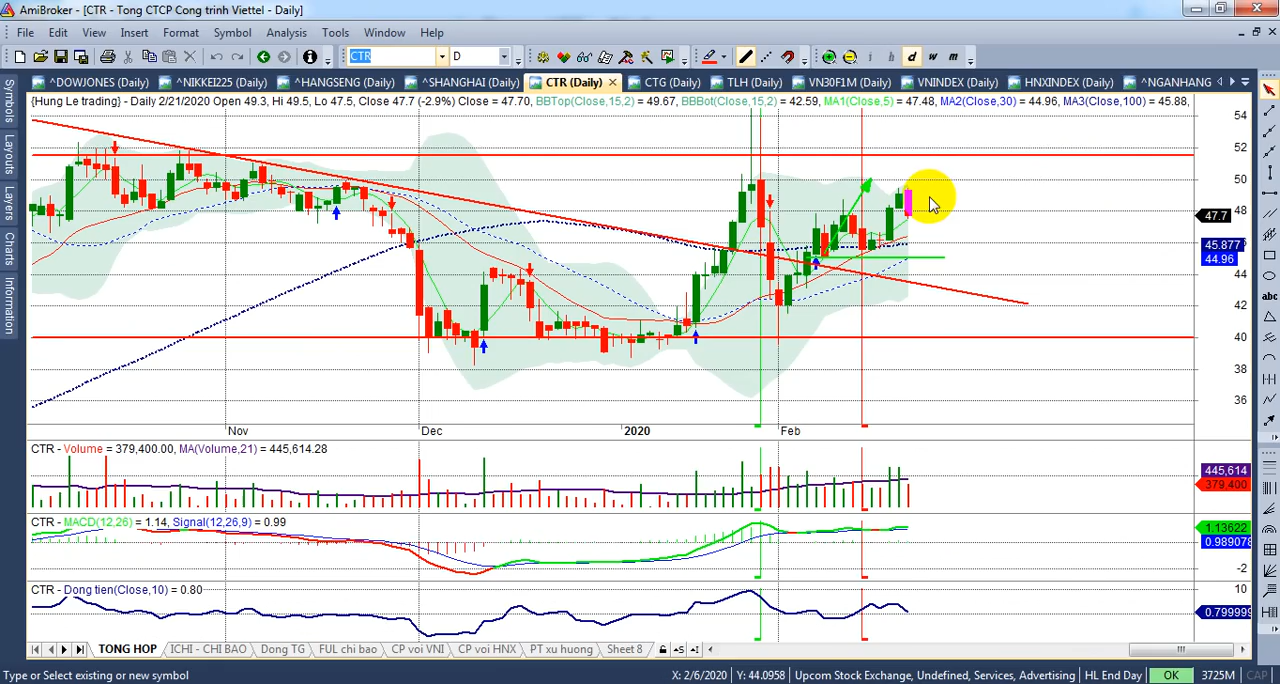 AmiBroker - [CTR - Tong CTCP Cong trinh Viettel - Daily]
File Edit View Insert Format Symbol Analysis Tools Window Help
CTR D i h d w m
^DOWJONES (Daily) ^NIKKEI225 (Daily) ^HANGSENG (Daily) ^SHANGHAI (Daily) CTR (Daily) CTG (Daily) TLH (Daily) VN30F1M (Daily) VNINDEX (Daily) HNXINDEX (Daily) ^NGANHANG
Symbols
Layouts
Layers
Charts
Information
{Hung Le trading} - Daily 2/21/2020 Open 49.3, Hi 49.5, Lo 47.5, Close 47.7 (-2.9%) Close = 47.70, BBTop(Close,15,2) = 49.67, BBBot(Close,15,2) = 42.59, MA1(Close,5) = 47.48, MA2(Close,30) = 44.96, MA3(Close,100) = 45.88,
54
52
50
48
47.7
45.877
44.96
44
42
40
38
36
Nov Dec 2020 Feb
CTR - Volume = 379,400.00, MA(Volume,21) = 445,614.28
445,614
379,400
CTR - MACD(12,26) = 1.14, Signal(12,26,9) = 0.99
1.13622
0.989078
-2
CTR - Dong tien(Close,10) = 0.80
10
0.799999
TONG HOP ICHI - CHI BAO Dong TG FUL chi bao CP voi VNI CP voi HNX PT xu huong Sheet 8
Type or Select existing or new symbol X: 2/6/2020 Y: 44.0958 Upcom Stock Exchange, Undefined, Services, Advertising HL End Day OK 3725M CAP
abc